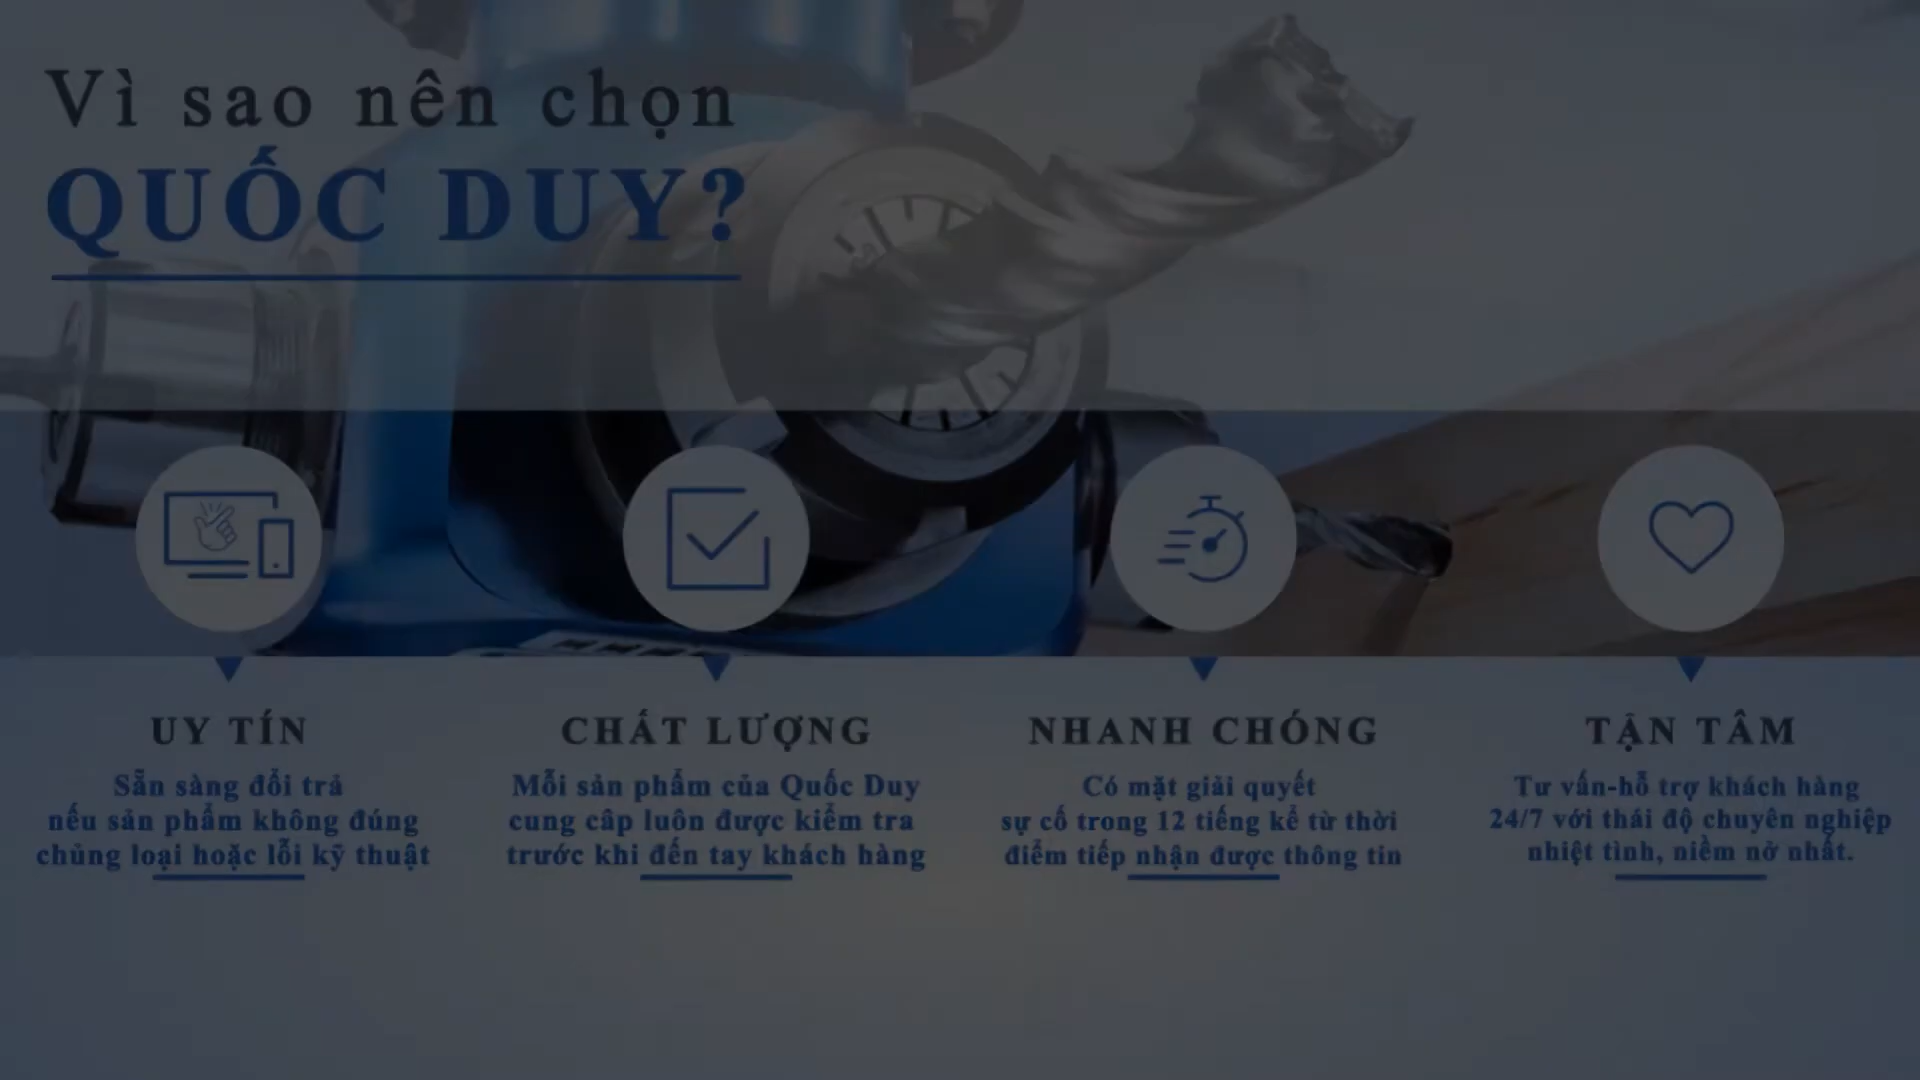 Vì sao nên chọn
QUỐC DUY?
UY TÍN
Sẵn sàng đổi trả
nếu sản phẩm không đúng
chủng loại hoặc lỗi kỹ thuật
CHẤT LƯỢNG
Mỗi sản phẩm của Quốc Duy
cung câp luôn được kiểm tra
trước khi đến tay khách hàng
NHANH CHÓNG
Có mặt giải quyết
sự cố trong 12 tiếng kể từ thời
điểm tiếp nhận được thông tin
TẬN TÂM
Tư vấn-hỗ trợ khách hàng
24/7 với thái độ chuyên nghiệp
nhiệt tình, niềm nở nhất.